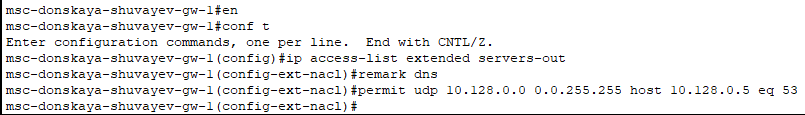 msc-donskaya-shuvayev-gw-1#en
msc-donskaya-shuvayev-gw-1#conf t
Enter configuration commands, one per line.  End with CNTL/Z.
msc-donskaya-shuvayev-gw-1(config)#ip access-list extended servers-out
msc-donskaya-shuvayev-gw-1(config-ext-nacl)#remark dns
msc-donskaya-shuvayev-gw-1(config-ext-nacl)#permit udp 10.128.0.0 0.0.255.255 host 10.128.0.5 eq 53
msc-donskaya-shuvayev-gw-1(config-ext-nacl)#